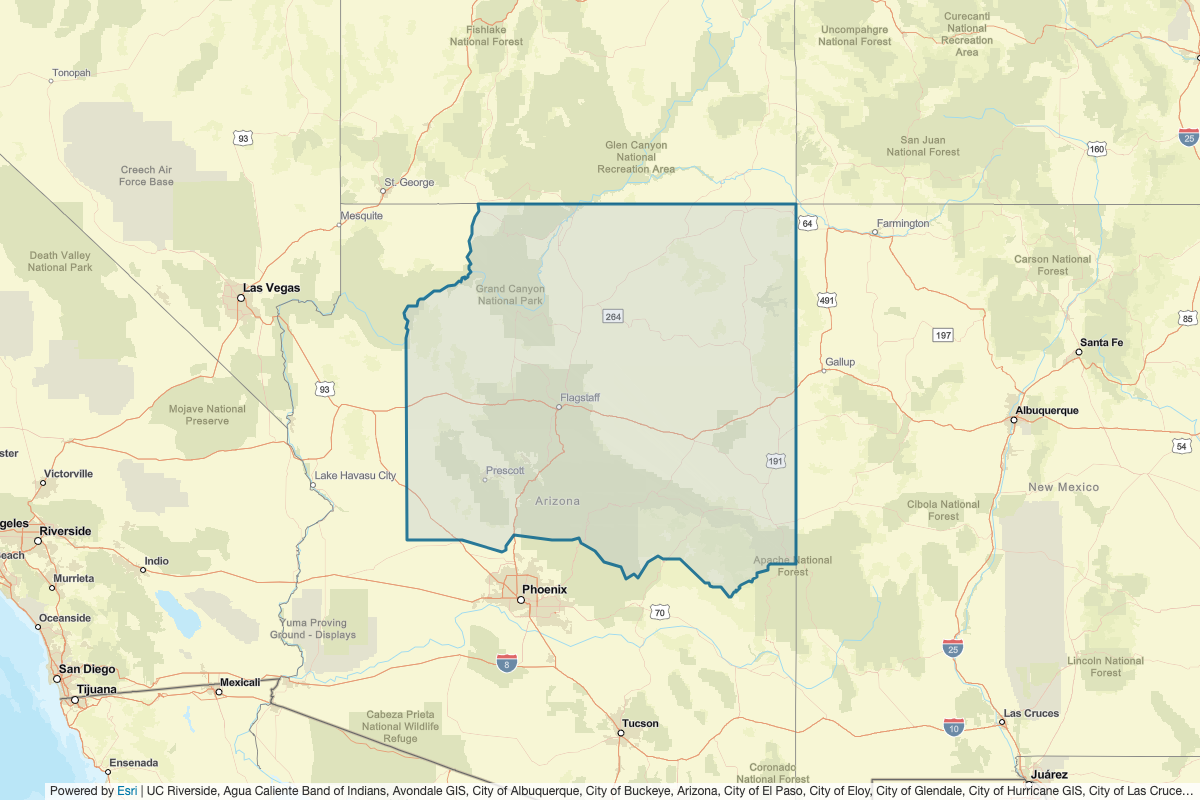 Fishlake
National Forest
Uncompahgre
National Forest
Curecanti
National
Recreation
Area
Tonopah
93
25
160
San Juan
National Forest
Glen Canyon
National
Recreation Area
Creech Air
Force Base
St. George
Mesquite
64
Farmington
Death Valley
National Park
Carson National
Forest
Las Vegas
Grand Canyon
National Park
491
264
85
197
Santa Fe
Gallup
93
Mojave National
Preserve
Flagstaff
Albuquerque
54
ster
191
Victorville
Lake Havasu City
Prescott
New Mexico
Arizona
Cibola National
Forest
geles
Riverside
each
Indio
Apache National
Forest
Murrieta
Phoenix
70
Oceanside
Yuma Proving
Ground - Displays
25
8
San Diego
Lincoln National
Forest
Mexicali
Tijuana
Cabeza Prieta
National Wildlife
Refuge
Las Cruces
Tucson
10
Ensenada
Coronado
National Forest
Juárez
Powered by Esri | UC Riverside, Agua Caliente Band of Indians, Avondale GIS, City of Albuquerque, City of Buckeye, Arizona, City of El Paso, City of Eloy, City of Glendale, City of Hurricane GIS, City of Las Cruce…